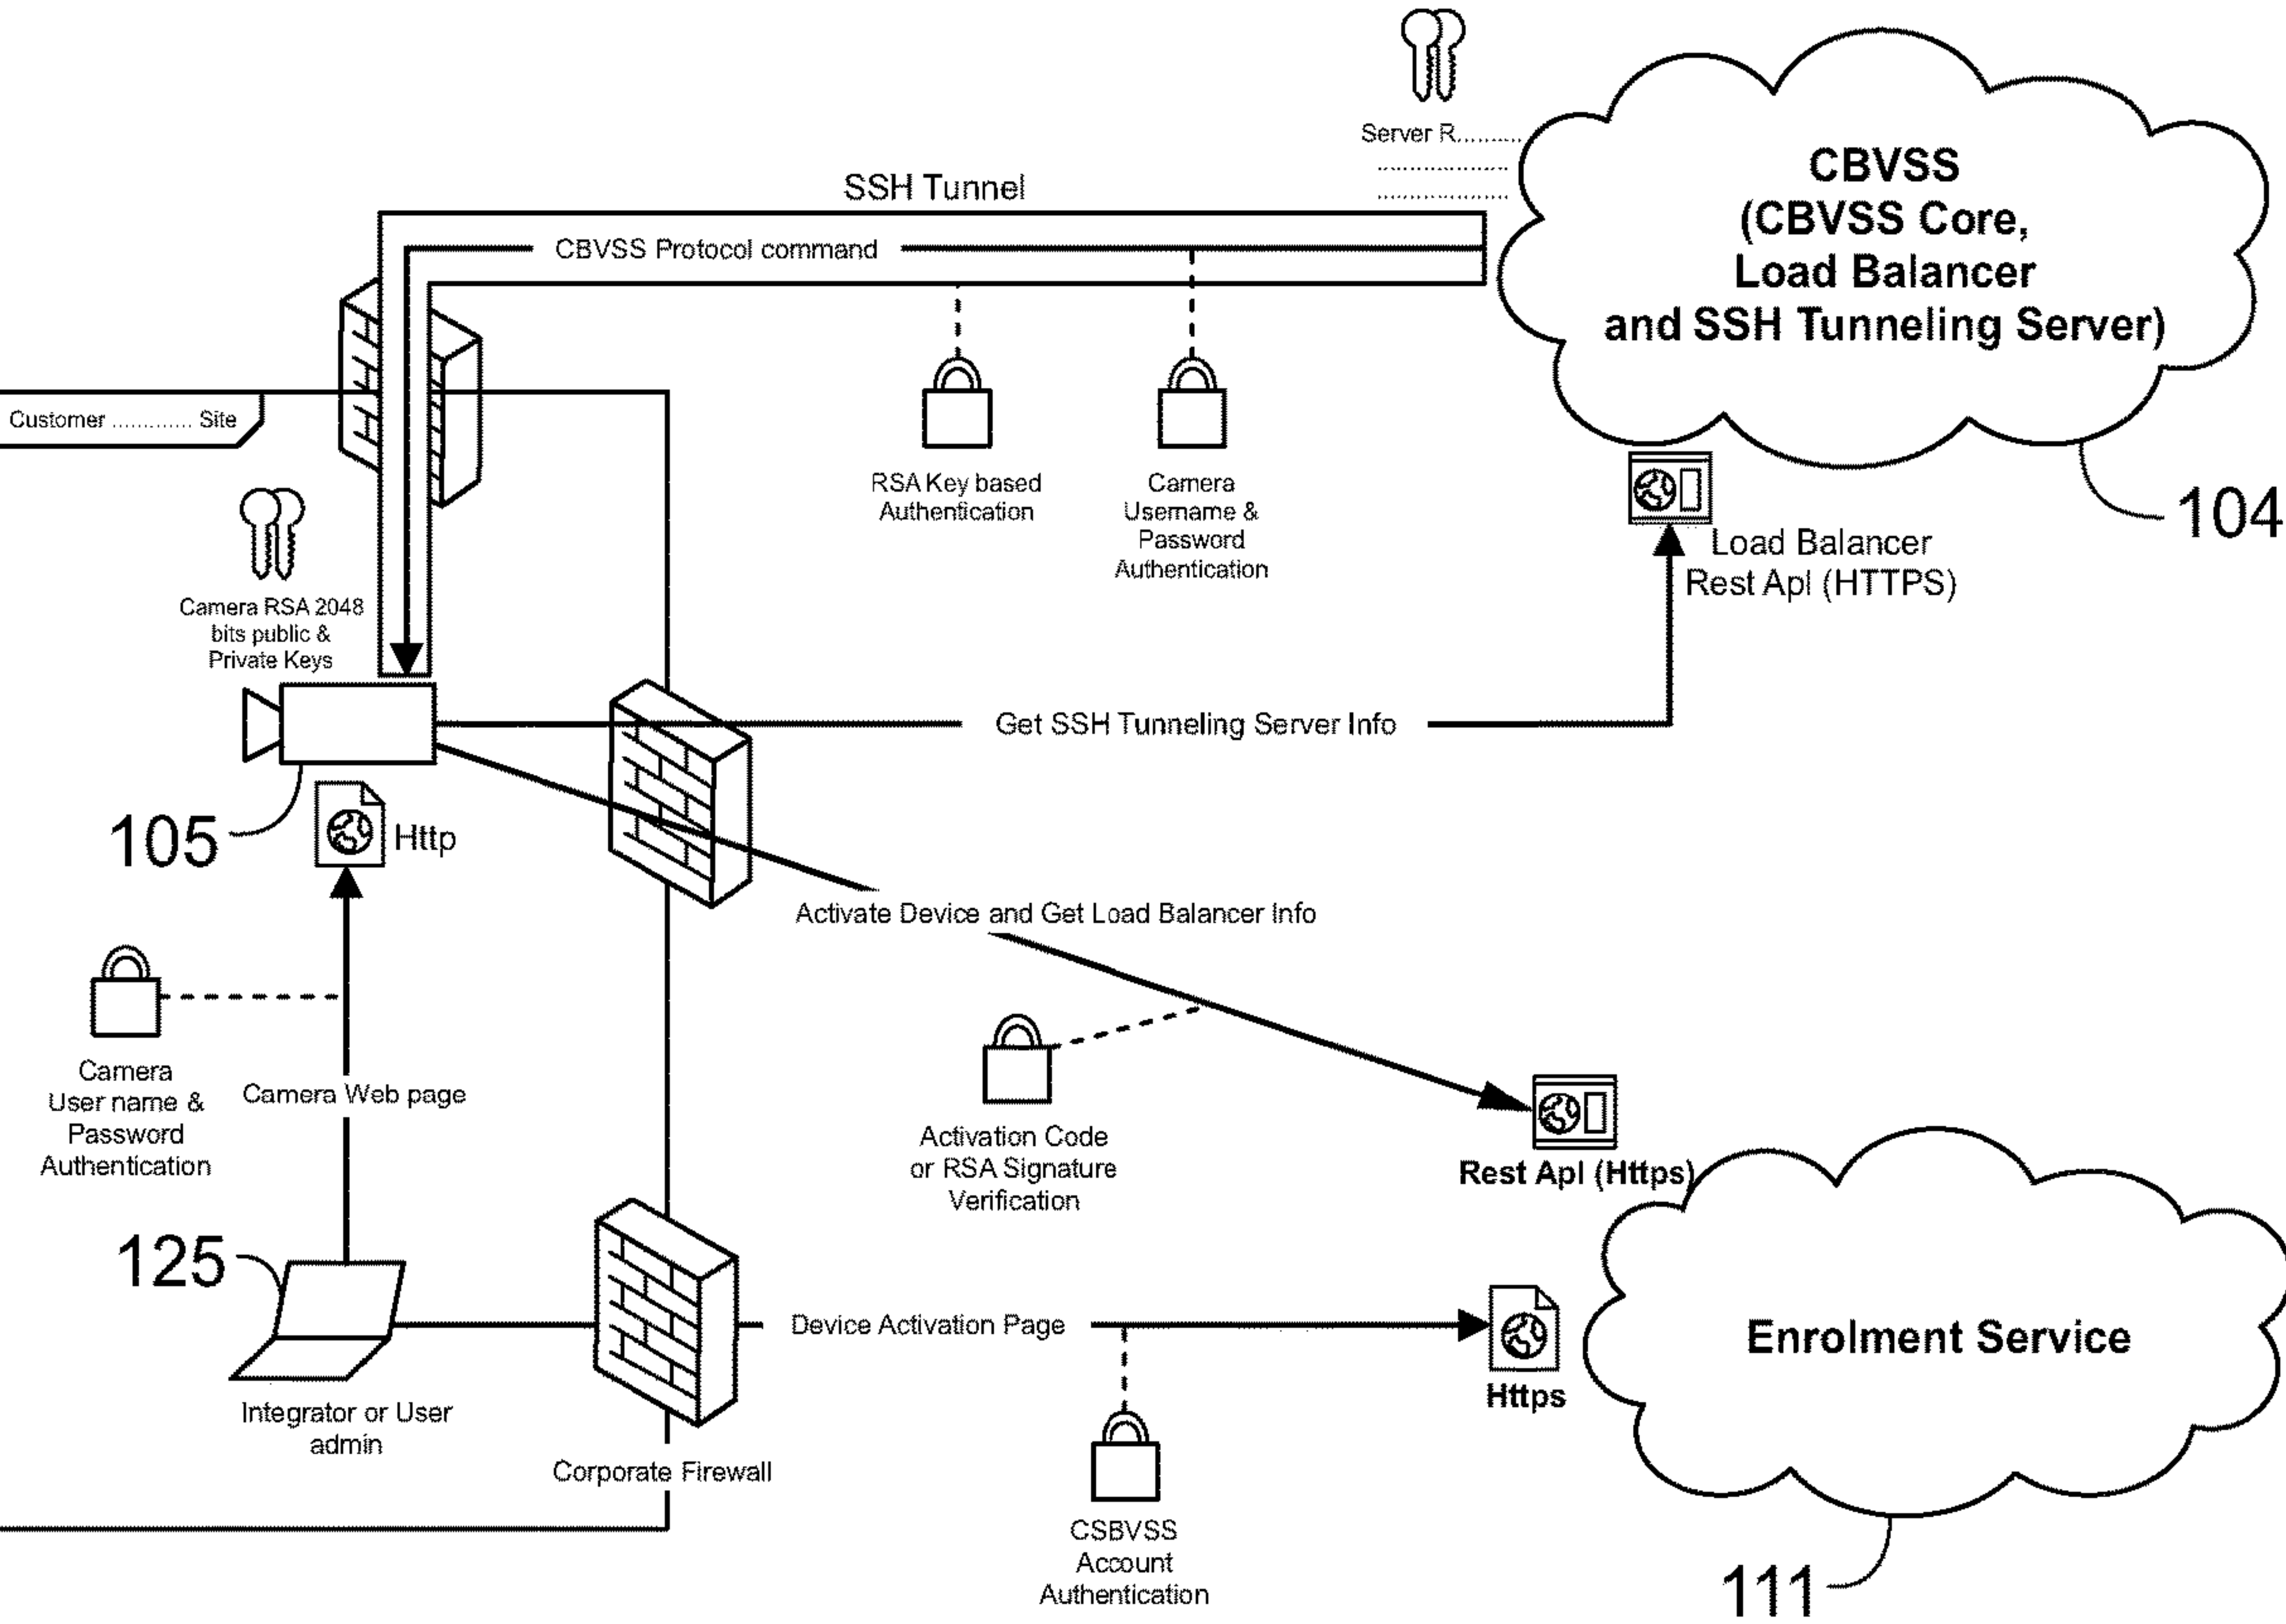 Server R..........
SSH Tunnel
CBVSS Protocol command
CBVSS
(CBVSS Core,
Load Balancer
and SSH Tunneling Server)
Customer ............. Site
RSA Key based
Authentication
Camera
Username &
Password
Authentication
104
Load Balancer
Rest ApI (HTTPS)
Camera RSA 2048
bits public &
Private Keys
Get SSH Tunneling Server Info
105
Http
Activate Device and Get Load Balancer Info
Camera
User name &
Password
Authentication
Camera Web page
Activation Code
or RSA Signature
Verification
Rest ApI (Https)
125
Device Activation Page
Https
Enrolment Service
Integrator or User
admin
Corporate Firewall
CSBVSS
Account
Authentication
111